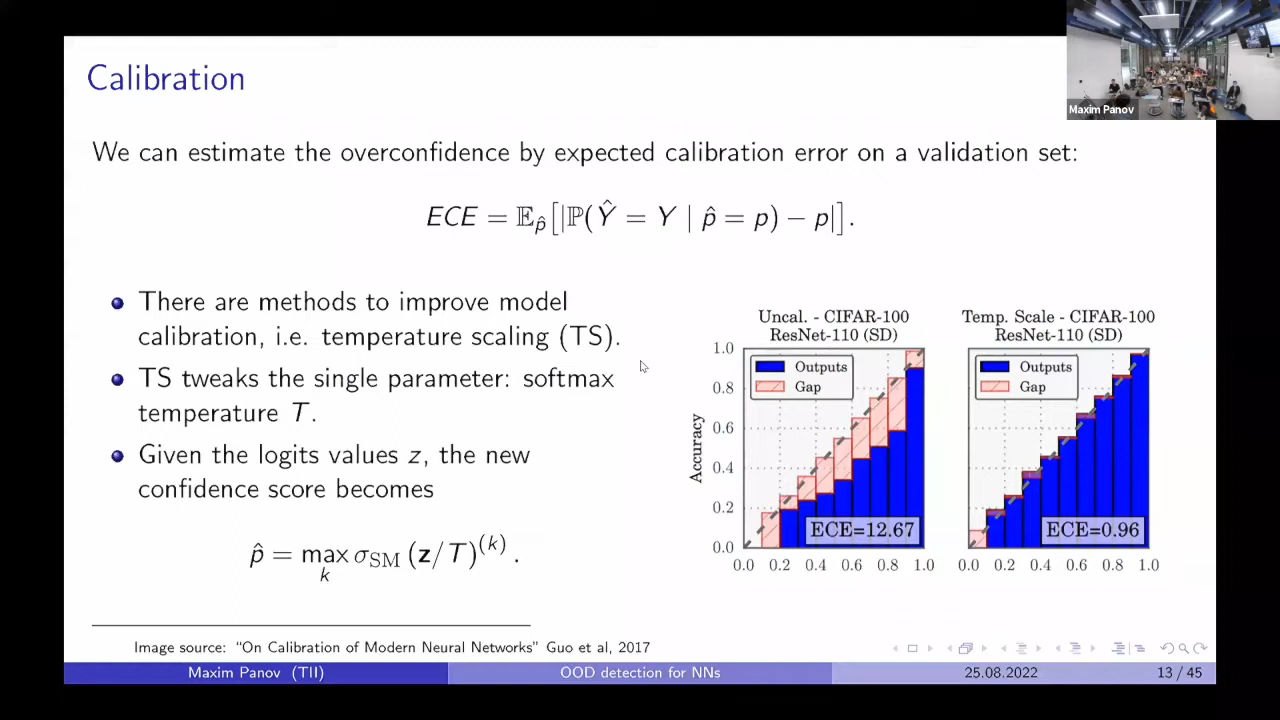 Calibration
Maxim Panov
We can estimate the overconfidence by expected calibration error on a validation set:
ECE = 𝔼p̂[|ℙ(Ŷ = Y | p̂ = p) − p|].
There are methods to improve model
calibration, i.e. temperature scaling (TS).
TS tweaks the single parameter: softmax
temperature T.
Given the logits values z, the new
confidence score becomes
p̂ = max σSM (z/T)(k) .
k
Uncal. - CIFAR-100
ResNet-110 (SD)
1.0
0.8
0.6
0.4
0.2
0.0
Accuracy
Outputs
Gap
ECE=12.67
0.0 0.2 0.4 0.6 0.8 1.0
Temp. Scale - CIFAR-100
ResNet-110 (SD)
Outputs
Gap
ECE=0.96
0.0 0.2 0.4 0.6 0.8 1.0
Image source: “On Calibration of Modern Neural Networks” Guo et al, 2017
Maxim Panov (TII) OOD detection for NNs 25.08.2022 13 / 45